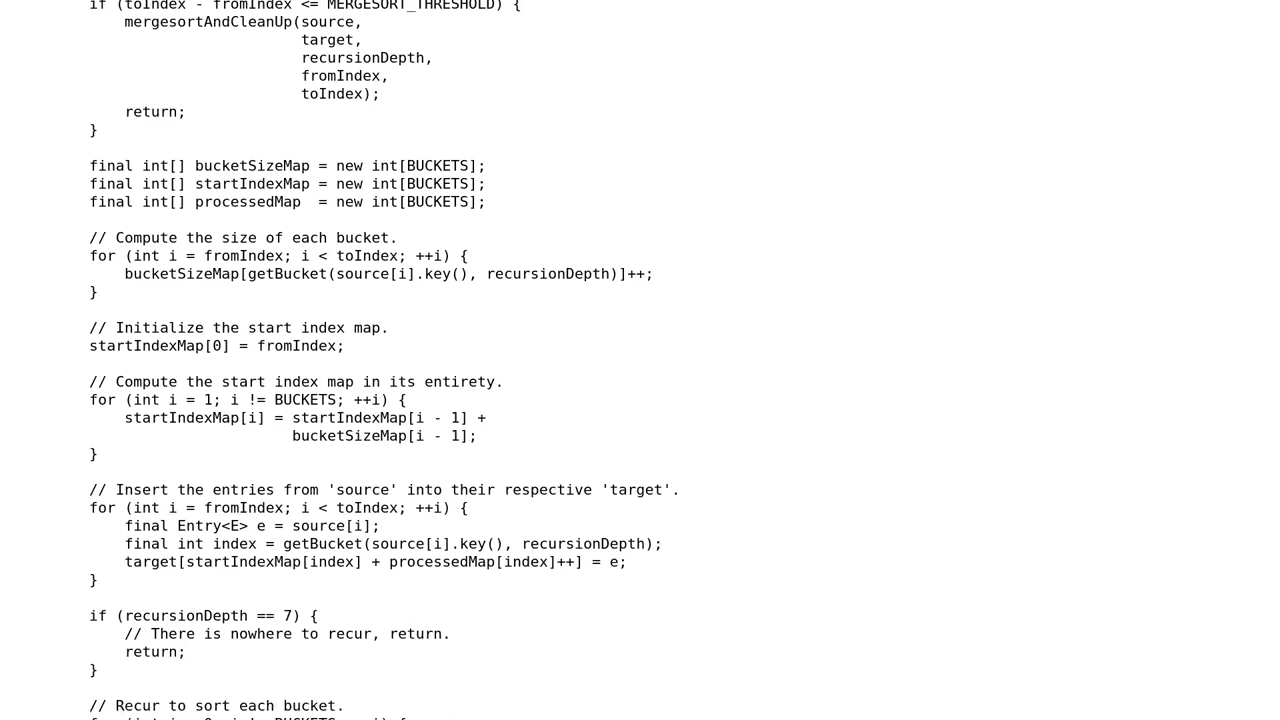 if (toIndex - fromIndex <= MERGESORT_THRESHOLD) {
mergesortAndCleanUp(source,
target,
recursionDepth,
fromIndex,
toIndex);
return;
}
final int[] bucketSizeMap = new int[BUCKETS];
final int[] startIndexMap = new int[BUCKETS];
final int[] processedMap  = new int[BUCKETS];
// Compute the size of each bucket.
for (int i = fromIndex; i < toIndex; ++i) {
bucketSizeMap[getBucket(source[i].key(), recursionDepth)]++;
}
// Initialize the start index map.
startIndexMap[0] = fromIndex;
// Compute the start index map in its entirety.
for (int i = 1; i != BUCKETS; ++i) {
startIndexMap[i] = startIndexMap[i - 1] +
bucketSizeMap[i - 1];
}
// Insert the entries from 'source' into their respective 'target'.
for (int i = fromIndex; i < toIndex; ++i) {
final Entry<E> e = source[i];
final int index = getBucket(source[i].key(), recursionDepth);
target[startIndexMap[index] + processedMap[index]++] = e;
}
if (recursionDepth == 7) {
// There is nowhere to recur, return.
return;
}
// Recur to sort each bucket.